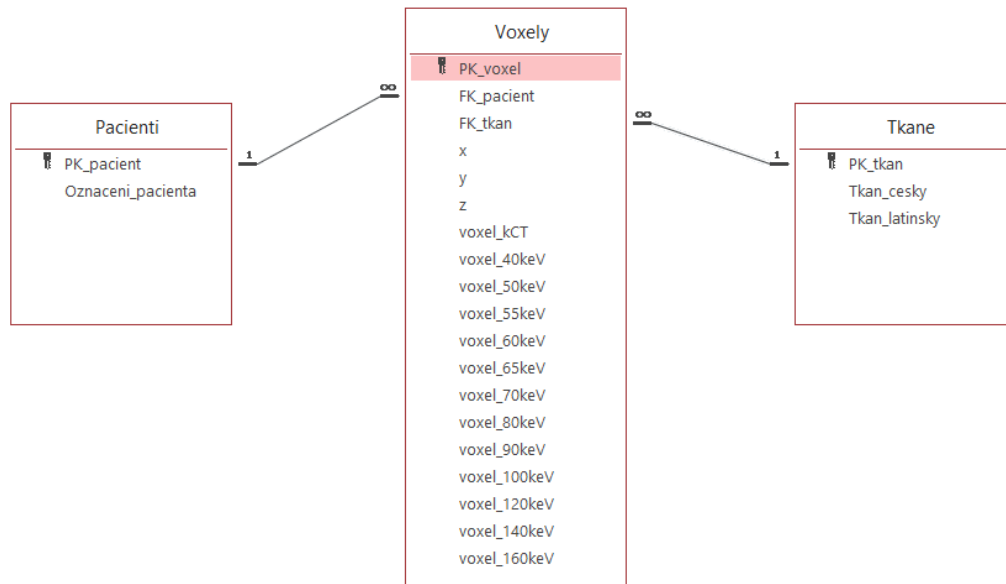 Pacienti
PK_pacient
Oznaceni_pacienta
1
∞
Voxely
PK_voxel
FK_pacient
FK_tkan
x
y
z
voxel_kCT
voxel_40keV
voxel_50keV
voxel_55keV
voxel_60keV
voxel_65keV
voxel_70keV
voxel_80keV
voxel_90keV
voxel_100keV
voxel_120keV
voxel_140keV
voxel_160keV
∞
1
Tkane
PK_tkan
Tkan_cesky
Tkan_latinsky